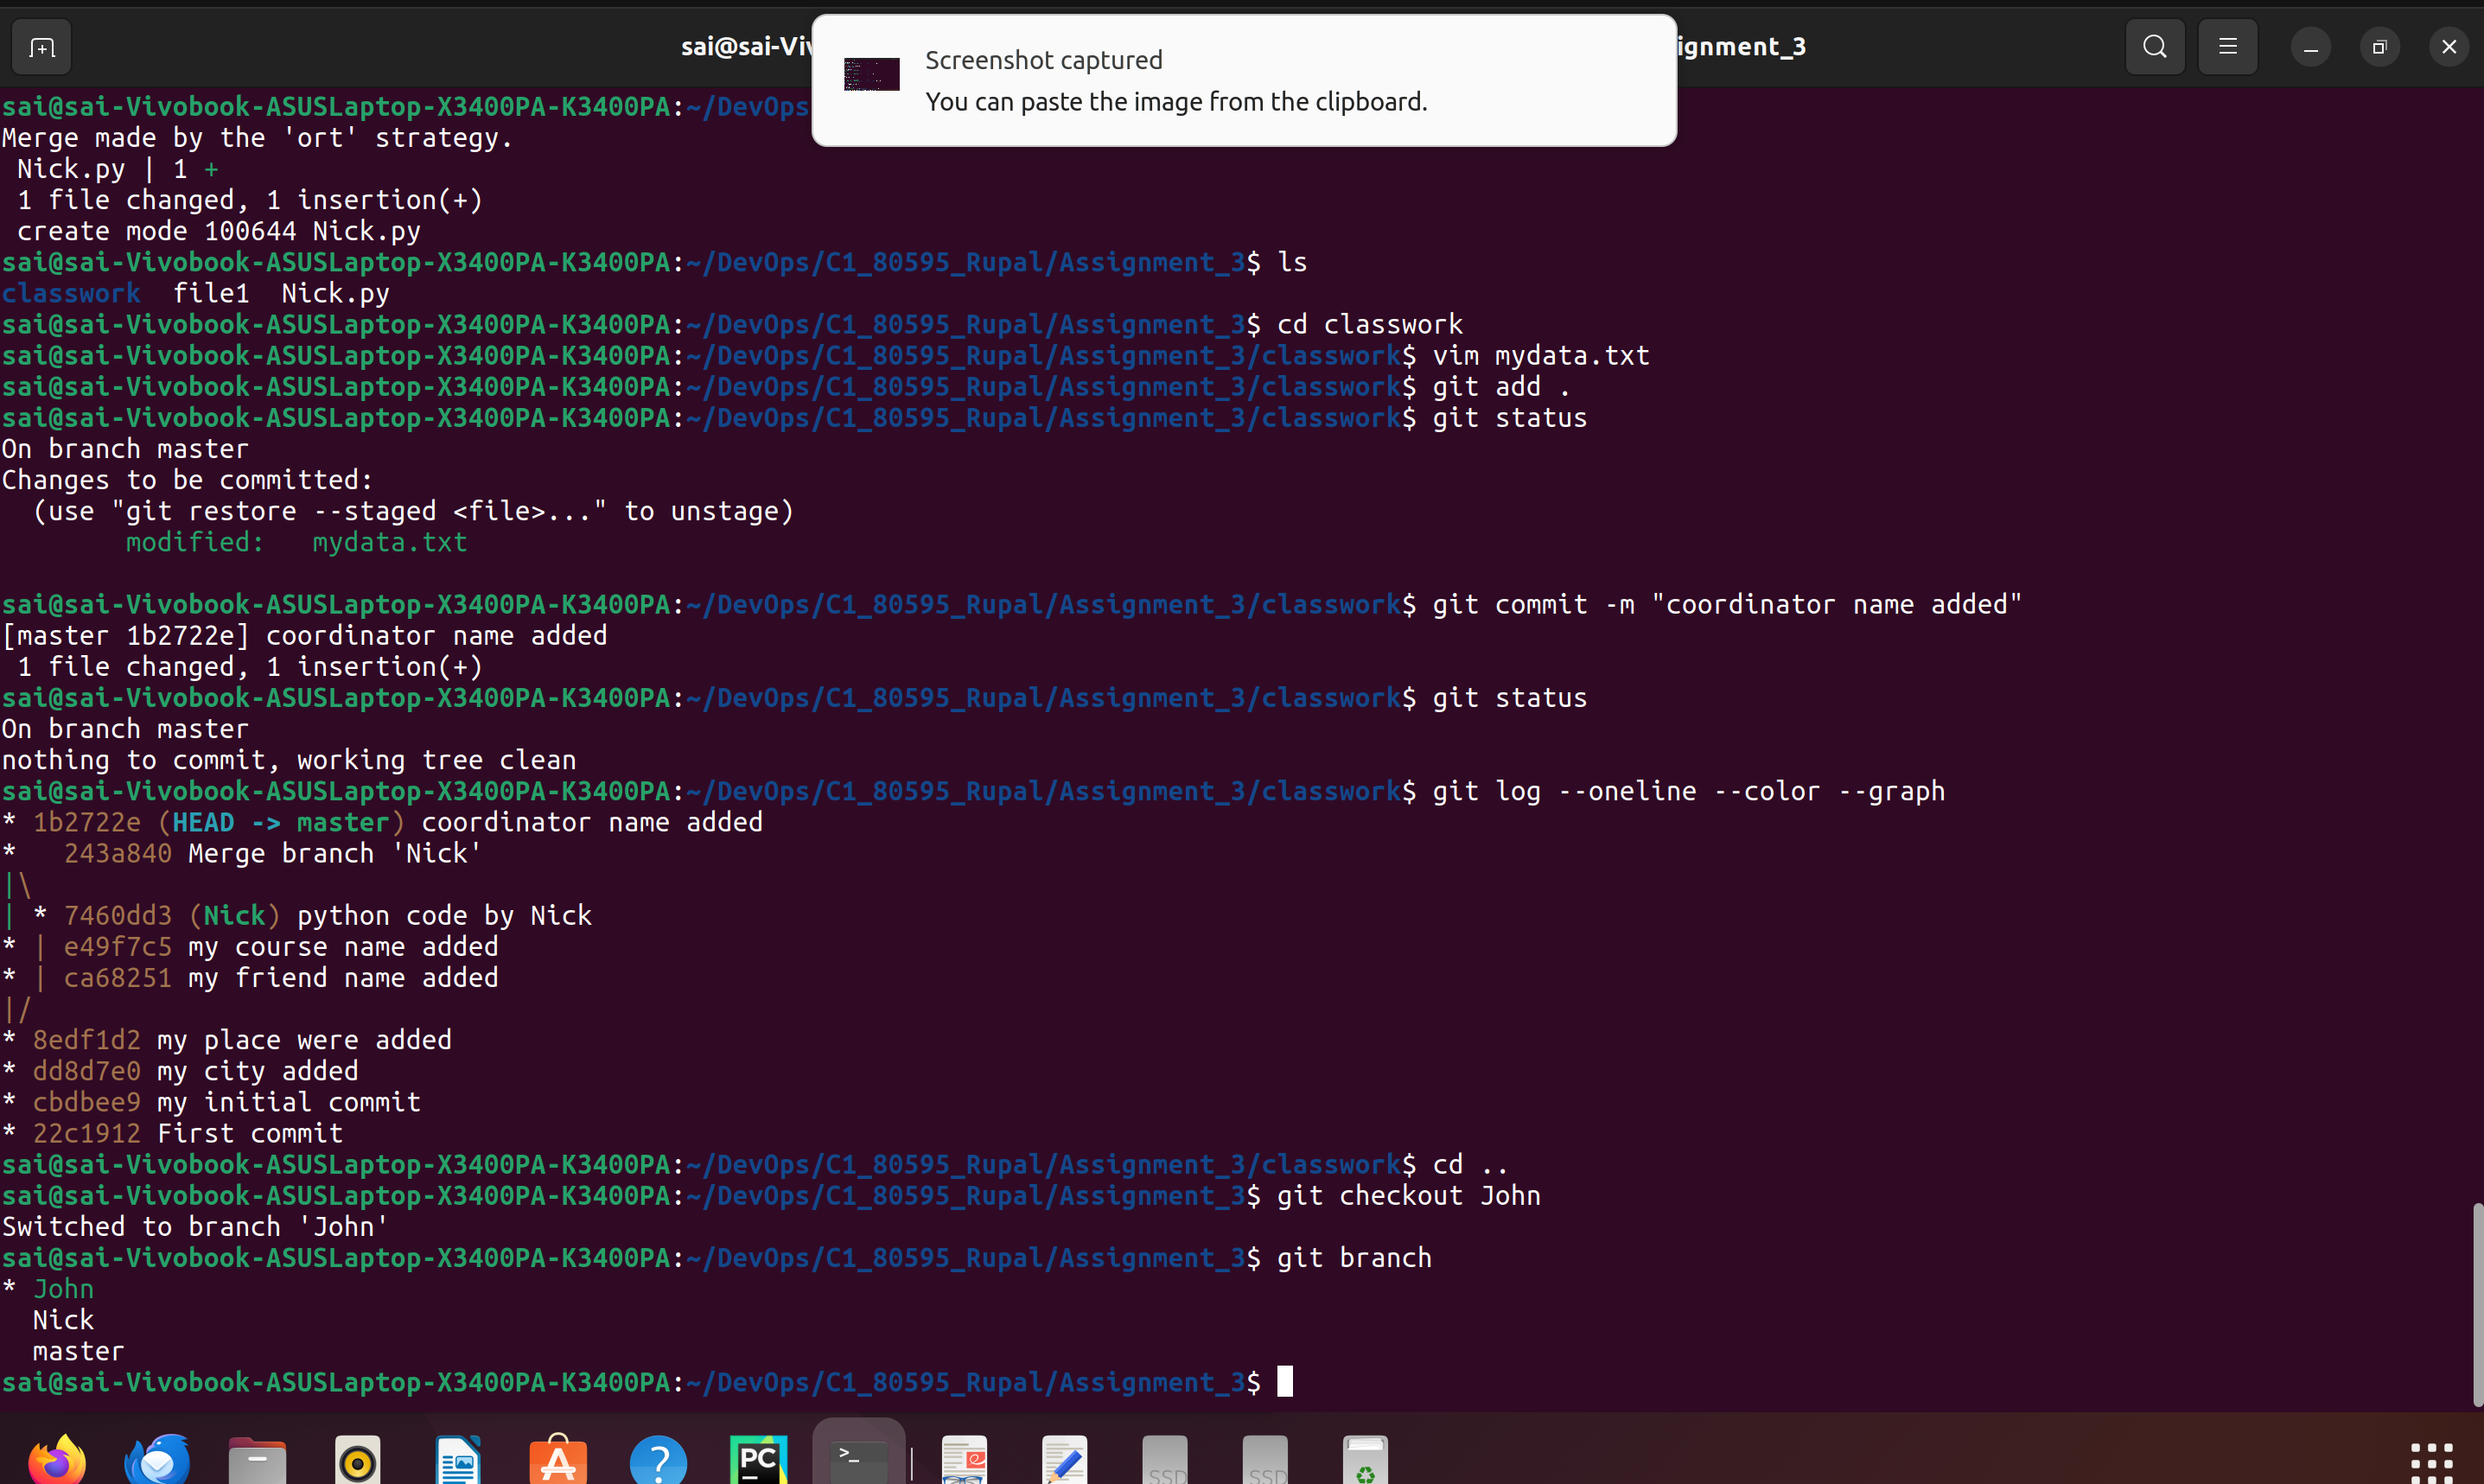 sai@sai-Viv
ignment_3
Screenshot captured
You can paste the image from the clipboard.
sai@sai-Vivobook-ASUSLaptop-X3400PA-K3400PA:~/DevOps
Merge made by the 'ort' strategy.
 Nick.py | 1 +
 1 file changed, 1 insertion(+)
 create mode 100644 Nick.py
sai@sai-Vivobook-ASUSLaptop-X3400PA-K3400PA:~/DevOps/C1_80595_Rupal/Assignment_3$ ls
classwork  file1  Nick.py
sai@sai-Vivobook-ASUSLaptop-X3400PA-K3400PA:~/DevOps/C1_80595_Rupal/Assignment_3$ cd classwork
sai@sai-Vivobook-ASUSLaptop-X3400PA-K3400PA:~/DevOps/C1_80595_Rupal/Assignment_3/classwork$ vim mydata.txt
sai@sai-Vivobook-ASUSLaptop-X3400PA-K3400PA:~/DevOps/C1_80595_Rupal/Assignment_3/classwork$ git add .
sai@sai-Vivobook-ASUSLaptop-X3400PA-K3400PA:~/DevOps/C1_80595_Rupal/Assignment_3/classwork$ git status
On branch master
Changes to be committed:
  (use "git restore --staged <file>..." to unstage)
        modified:   mydata.txt
sai@sai-Vivobook-ASUSLaptop-X3400PA-K3400PA:~/DevOps/C1_80595_Rupal/Assignment_3/classwork$ git commit -m "coordinator name added"
[master 1b2722e] coordinator name added
 1 file changed, 1 insertion(+)
sai@sai-Vivobook-ASUSLaptop-X3400PA-K3400PA:~/DevOps/C1_80595_Rupal/Assignment_3/classwork$ git status
On branch master
nothing to commit, working tree clean
sai@sai-Vivobook-ASUSLaptop-X3400PA-K3400PA:~/DevOps/C1_80595_Rupal/Assignment_3/classwork$ git log --oneline --color --graph
* 1b2722e (HEAD -> master) coordinator name added
*   243a840 Merge branch 'Nick'
|\
| * 7460dd3 (Nick) python code by Nick
* | e49f7c5 my course name added
* | ca68251 my friend name added
|/
* 8edf1d2 my place were added
* dd8d7e0 my city added
* cbdbee9 my initial commit
* 22c1912 First commit
sai@sai-Vivobook-ASUSLaptop-X3400PA-K3400PA:~/DevOps/C1_80595_Rupal/Assignment_3/classwork$ cd ..
sai@sai-Vivobook-ASUSLaptop-X3400PA-K3400PA:~/DevOps/C1_80595_Rupal/Assignment_3$ git checkout John
Switched to branch 'John'
sai@sai-Vivobook-ASUSLaptop-X3400PA-K3400PA:~/DevOps/C1_80595_Rupal/Assignment_3$ git branch
* John
  Nick
  master
sai@sai-Vivobook-ASUSLaptop-X3400PA-K3400PA:~/DevOps/C1_80595_Rupal/Assignment_3$
PC
>_
SSD
SSD